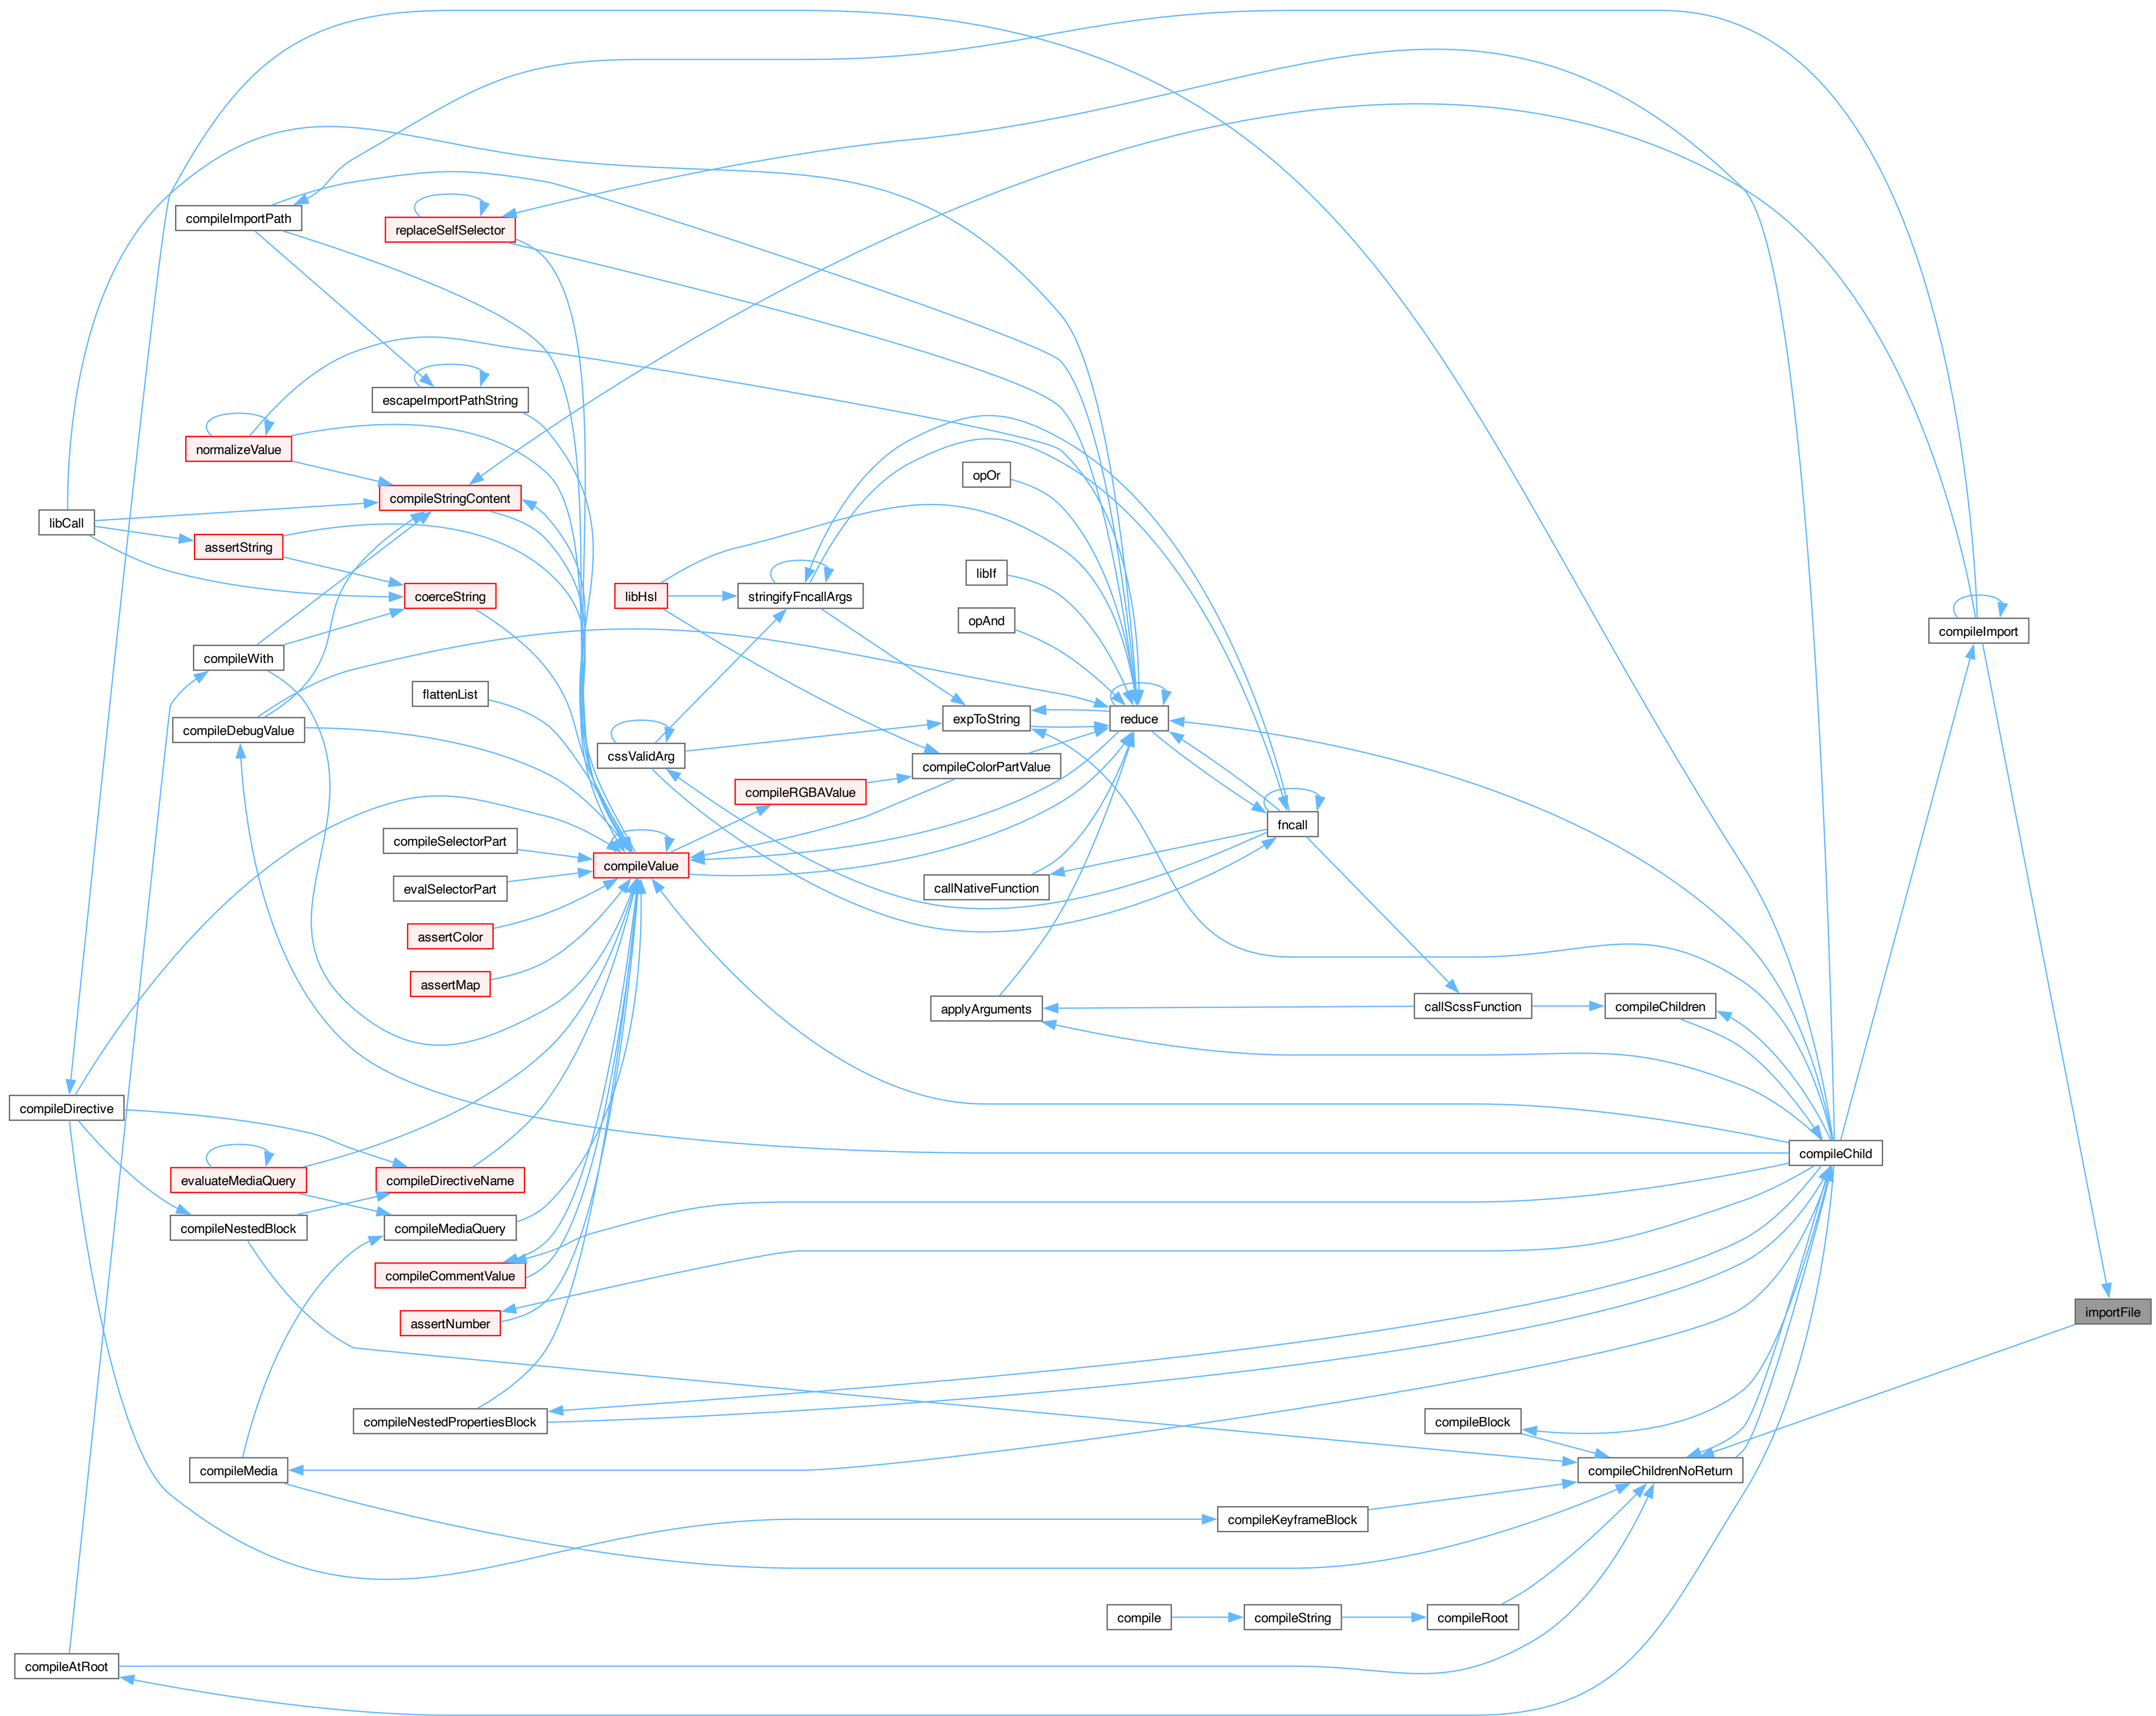 compileImportPath
replaceSelfSelector
escapeImportPathString
normalizeValue
opOr
compileStringContent
libCall
assertString
libIf
coerceString
libHsl
stringifyFncallArgs
opAnd
compileImport
compileWith
flattenList
compileDebugValue
expToString
reduce
cssValidArg
compileColorPartValue
compileRGBAValue
fncall
compileSelectorPart
compileValue
evalSelectorPart
callNativeFunction
assertColor
assertMap
applyArguments
callScssFunction
compileChildren
compileDirective
compileChild
evaluateMediaQuery
compileDirectiveName
compileNestedBlock
compileMediaQuery
compileCommentValue
importFile
assertNumber
compileNestedPropertiesBlock
compileBlock
compileMedia
compileChildrenNoReturn
compileKeyframeBlock
compile
compileString
compileRoot
compileAtRoot